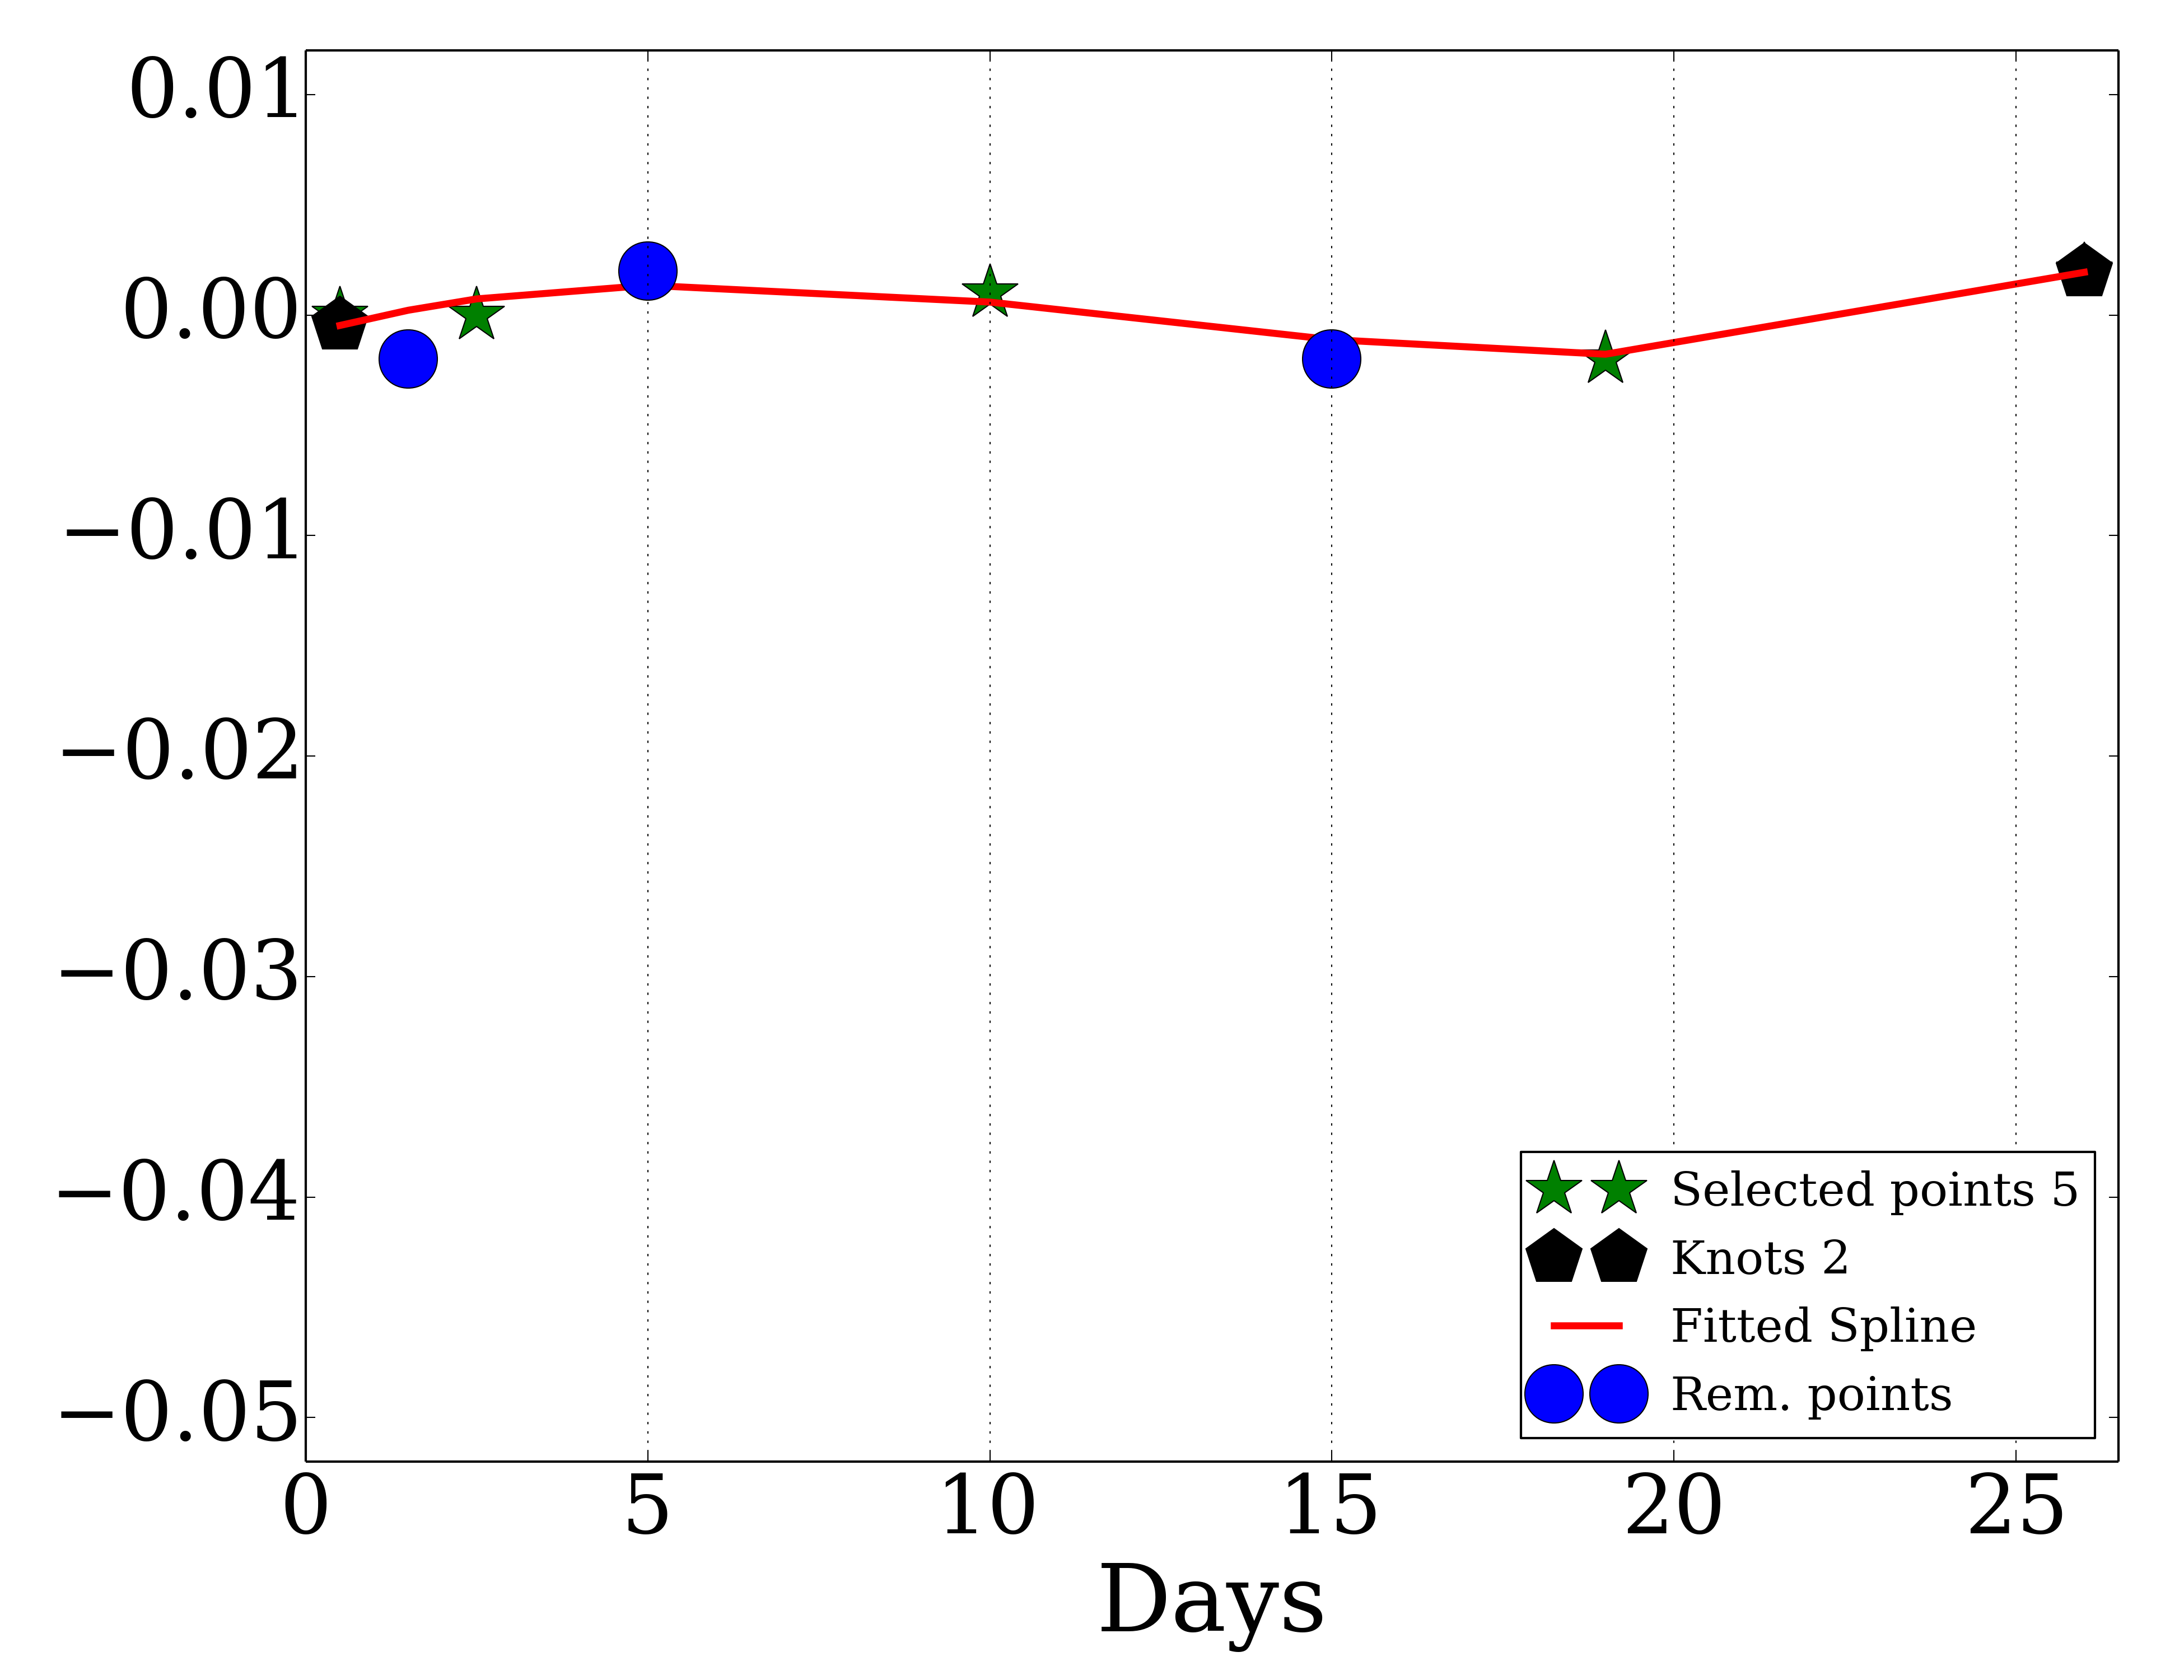 0.01
0.00
−0.01
−0.02
−0.03
−0.04
−0.05
0 5 10 15 20 25
Days
Selected points 5
Knots 2
Fitted Spline
Rem. points